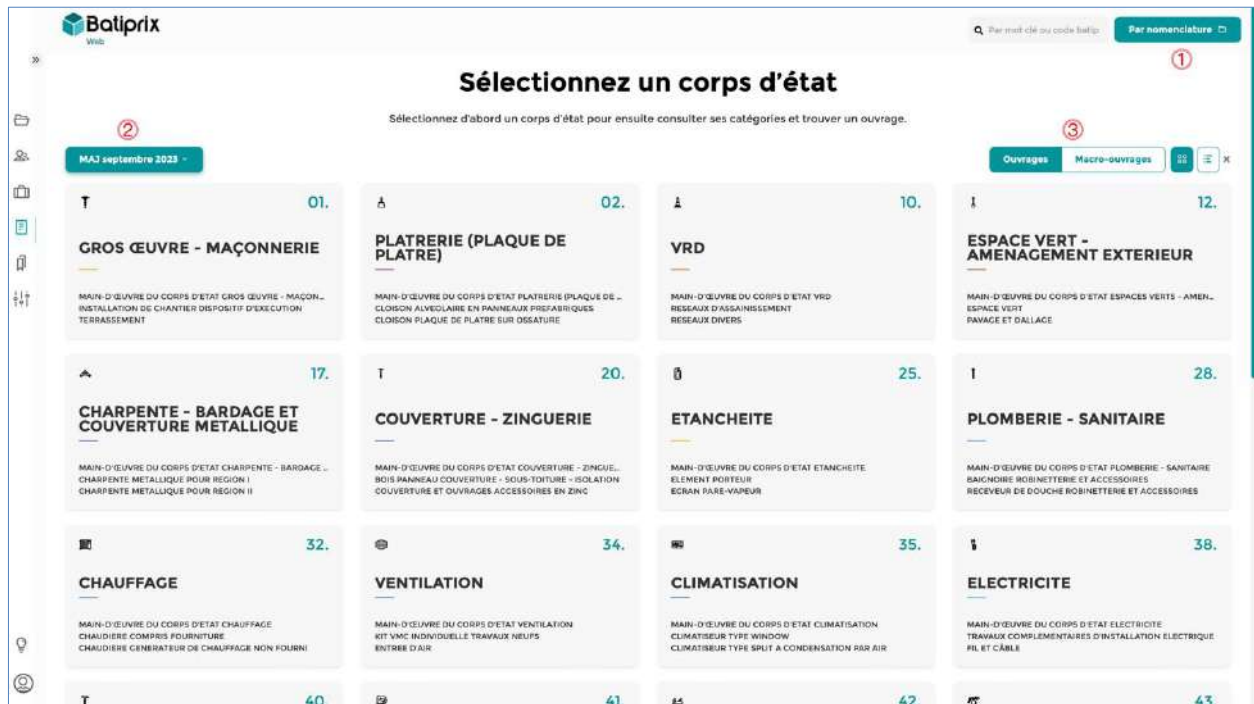 Batiprix
Web
Par mot clé ou code batip
Par nomenclature
①
»
Sélectionnez un corps d'état
Sélectionnez d'abord un corps d'état pour ensuite consulter ses catégories et trouver un ouvrage.
②
③
MAJ septembre 2023
Ouvrages
Macro-ouvrages
01.
GROS ŒUVRE - MAÇONNERIE
MAIN-D'ŒUVRE DU CORPS D'ETAT GROS ŒUVRE - MAÇON...
INSTALLATION DE CHANTIER DISPOSITIF D'EXECUTION
TERRASSEMENT
02.
PLATRERIE (PLAQUE DE
PLATRE)
MAIN-D'ŒUVRE DU CORPS D'ETAT PLATRERIE (PLAQUE DE ...
CLOISON ALVEOLAIRE EN PANNEAUX PREFABRIQUES
CLOISON PLAQUE DE PLATRE SUR OSSATURE
10.
VRD
MAIN-D'ŒUVRE DU CORPS D'ETAT VRD
RESEAUX D'ASSAINISSEMENT
RESEAUX DIVERS
12.
ESPACE VERT -
AMENAGEMENT EXTERIEUR
MAIN-D'ŒUVRE DU CORPS D'ETAT ESPACES VERTS - AMEN...
ESPACE VERT
PAVAGE ET DALLAGE
17.
CHARPENTE - BARDAGE ET
COUVERTURE METALLIQUE
MAIN-D'ŒUVRE DU CORPS D'ETAT CHARPENTE - BARDAGE ...
CHARPENTE METALLIQUE POUR REGION I
CHARPENTE METALLIQUE POUR REGION II
20.
COUVERTURE - ZINGUERIE
MAIN-D'ŒUVRE DU CORPS D'ETAT COUVERTURE - ZINGUE...
BOIS PANNEAU COUVERTURE - SOUS-TOITURE - ISOLATION
COUVERTURE ET OUVRAGES ACCESSOIRES EN ZINC
25.
ETANCHEITE
MAIN-D'ŒUVRE DU CORPS D'ETAT ETANCHEITE
ELEMENT PORTEUR
ECRAN PARE-VAPEUR
28.
PLOMBERIE - SANITAIRE
MAIN-D'ŒUVRE DU CORPS D'ETAT PLOMBERIE - SANITAIRE
BAIGNOIRE ROBINETTERIE ET ACCESSOIRES
RECEVEUR DE DOUCHE ROBINETTERIE ET ACCESSOIRES
32.
CHAUFFAGE
MAIN-D'ŒUVRE DU CORPS D'ETAT CHAUFFAGE
CHAUDIERE COMPRIS FOURNITURE
CHAUDIERE GENERATEUR DE CHAUFFAGE NON FOURNI
34.
VENTILATION
MAIN-D'ŒUVRE DU CORPS D'ETAT VENTILATION
KIT VMC INDIVIDUELLE TRAVAUX NEUFS
ENTREE D'AIR
35.
CLIMATISATION
MAIN-D'ŒUVRE DU CORPS D'ETAT CLIMATISATION
CLIMATISEUR TYPE WINDOW
CLIMATISEUR TYPE SPLIT A CONDENSATION PAR AIR
38.
ELECTRICITE
MAIN-D'ŒUVRE DU CORPS D'ETAT ELECTRICITE
TRAVAUX COMPLEMENTAIRES D'INSTALLATION ELECTRIQUE
FIL ET CÂBLE
40.
41.
42.
43.